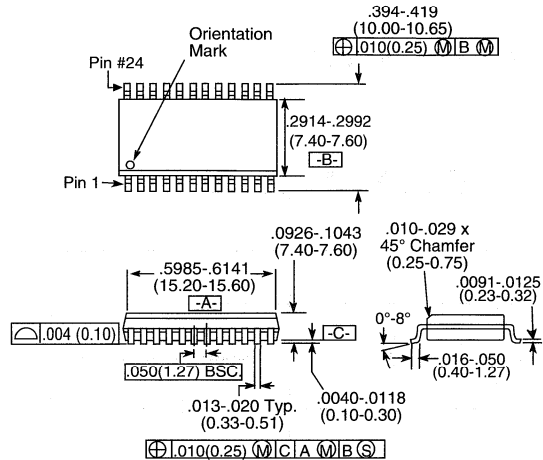 .394-.419
(10.00-10.65)
⌖ .010(0.25) Ⓜ B Ⓜ
Orientation
Mark
Pin #24
.2914-.2992
(7.40-7.60)
-B-
Pin 1
.0926-.1043
(7.40-7.60)
.010-.029 x
45° Chamfer
(0.25-0.75)
.5985-.6141
(15.20-15.60)
-A-
.0091-.0125
(0.23-0.32)
0°-8°
-C-
⌓ .004 (0.10)
.050(1.27) BSC.
.016-.050
(0.40-1.27)
.0040-.0118
(0.10-0.30)
.013-.020 Typ.
(0.33-0.51)
⌖ .010(0.25) Ⓜ C A Ⓜ B Ⓢ